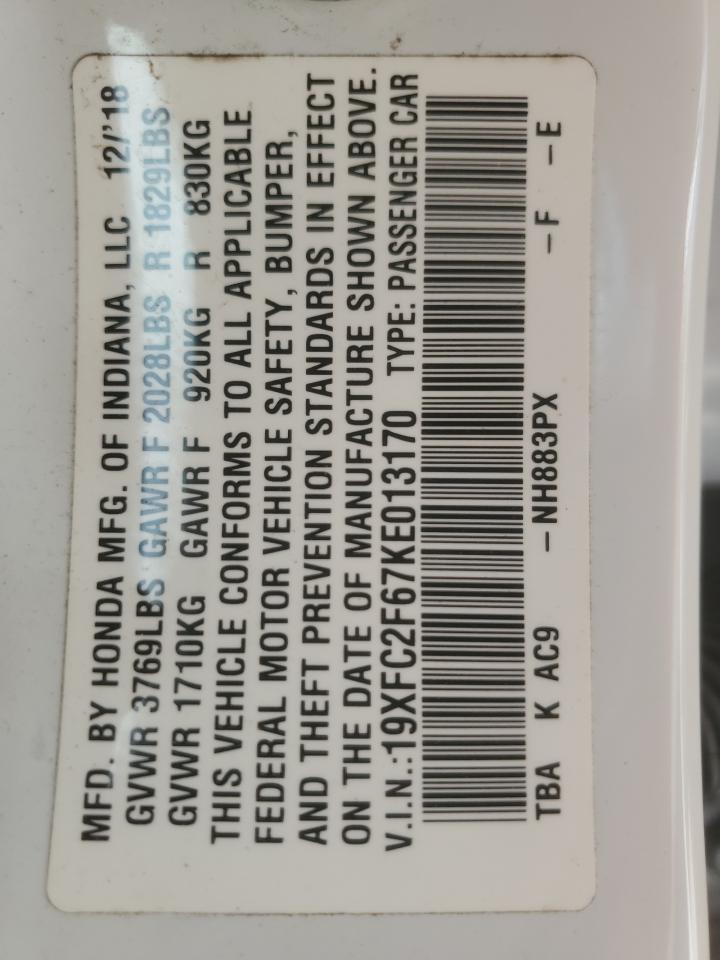 MFD. BY HONDA MFG. OF INDIANA, LLC 12/'18
GVWR 3769LBS GAWR F 2028LBS R 1829LBS
GVWR 1710KG GAWR F 920KG R 830KG
THIS VEHICLE CONFORMS TO ALL APPLICABLE
FEDERAL MOTOR VEHICLE SAFETY, BUMPER,
AND THEFT PREVENTION STANDARDS IN EFFECT
ON THE DATE OF MANUFACTURE SHOWN ABOVE.
V.I.N.:19XFC2F67KE013170 TYPE: PASSENGER CAR
TBA K AC9 –NH883PX –F –E